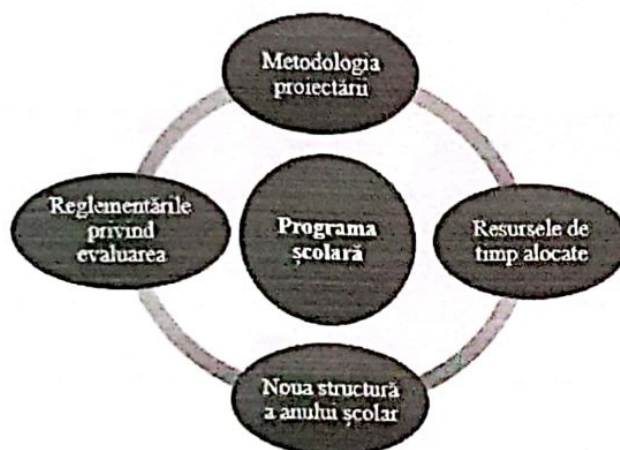 Metodologia
proiectării
Reglementările
privind
evaluarea
Programa
școlară
Resursele de
timp alocate
Noua structură
a anului școlar